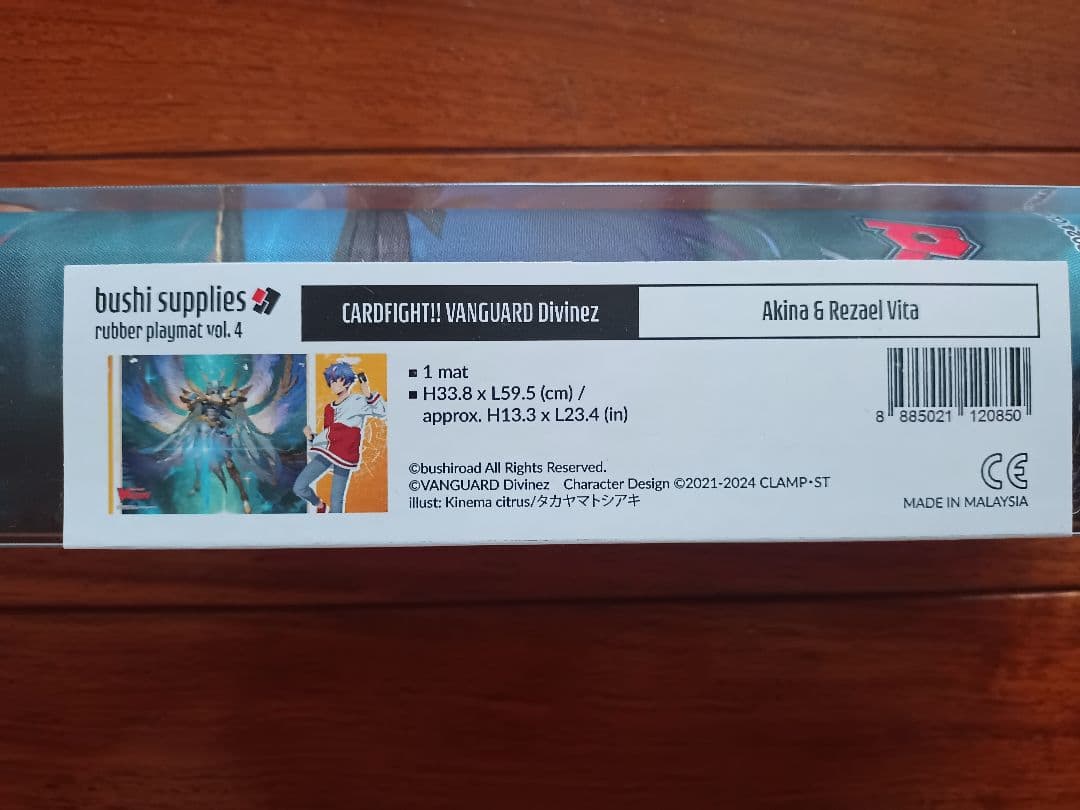 bushi supplies
rubber playmat vol. 4
CARDFIGHT!! VANGUARD Divinez
Akina & Rezael Vita
1 mat
H33.8 x L59.5 (cm) /
approx. H13.3 x L23.4 (in)
8 885021 120850
©bushiroad All Rights Reserved.
©VANGUARD Divinez Character Design ©2021-2024 CLAMP・ST
illust: Kinema citrus/タカヤマトシアキ
CE
MADE IN MALAYSIA